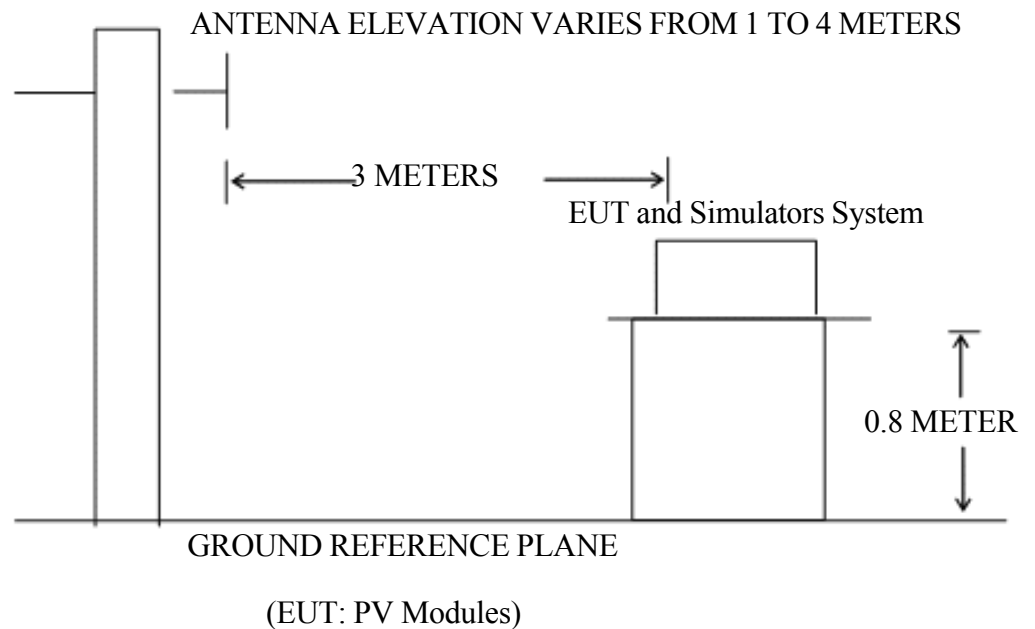 ANTENNA ELEVATION VARIES FROM 1 TO 4 METERS
3 METERS
EUT and Simulators System
0.8 METER
GROUND REFERENCE PLANE
(EUT: PV Modules)